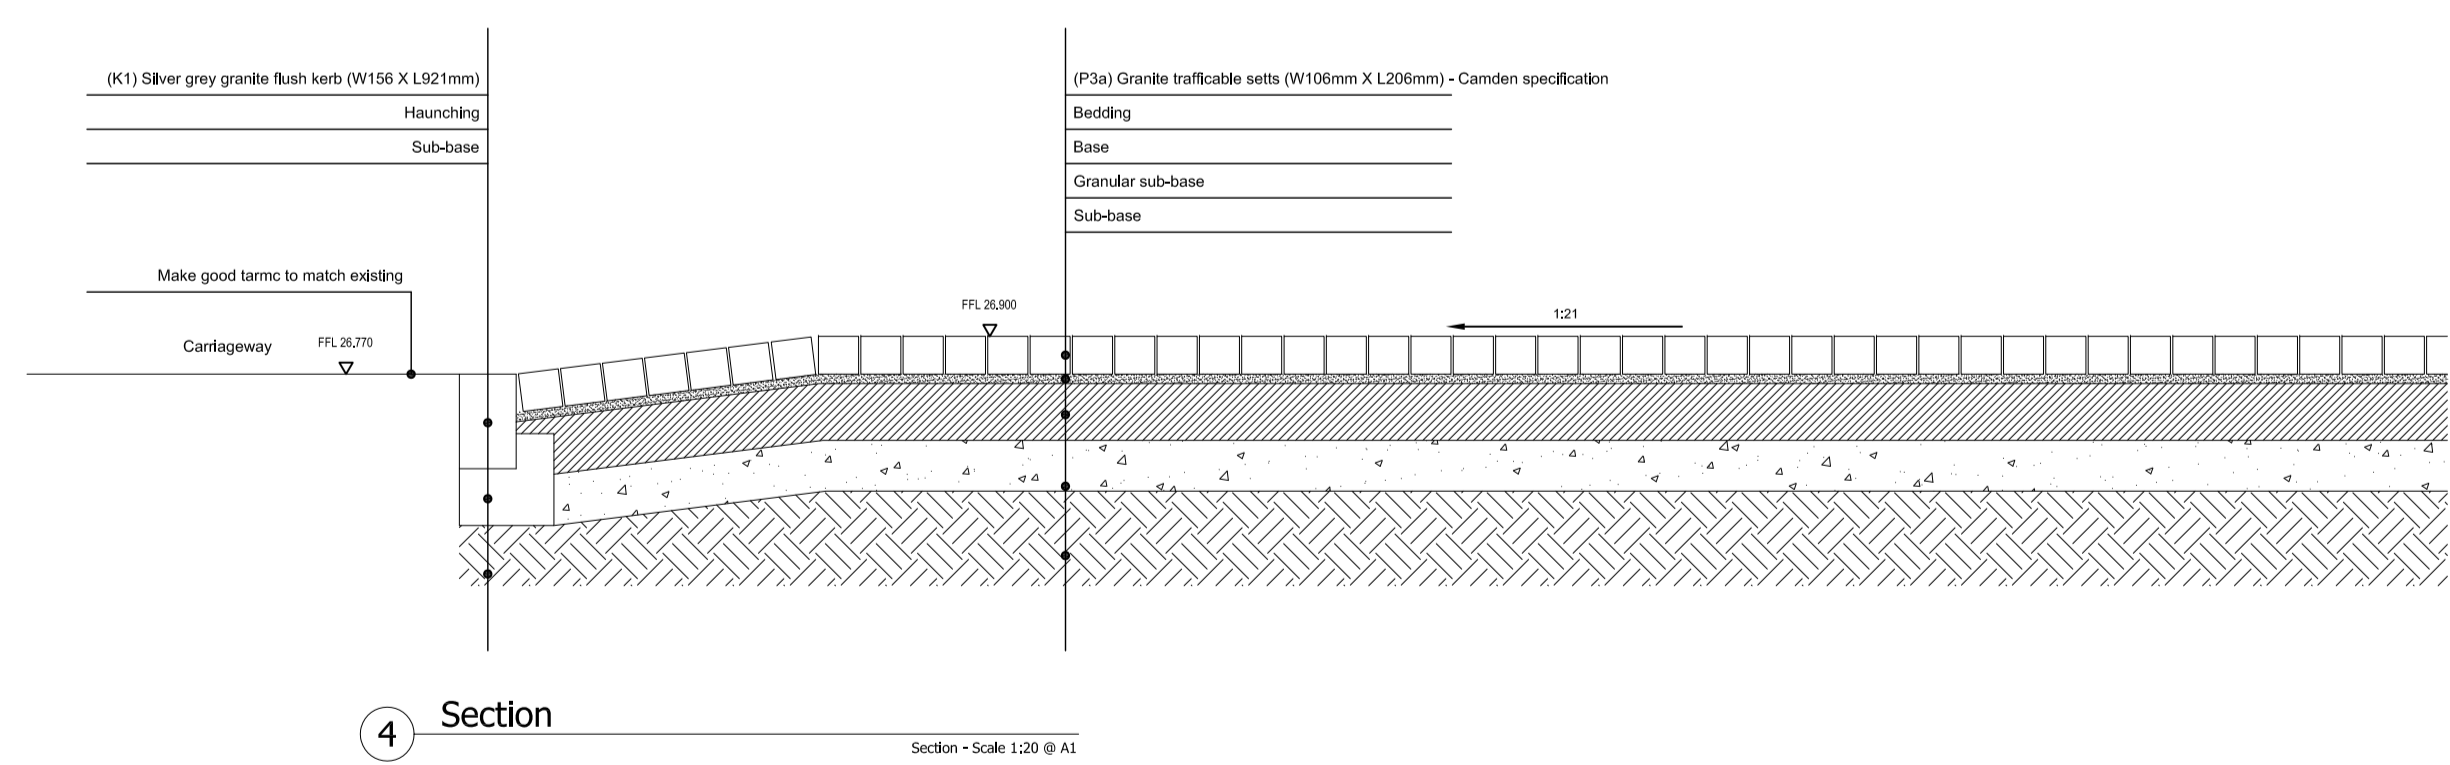 (K1) Silver grey granite flush kerb (W156 X L921mm)
Haunching
Sub-base
(P3a) Granite trafficable setts (W106mm X L206mm) - Camden specification
Bedding
Base
Granular sub-base
Sub-base
Make good tarmc to match existing
Carriageway
FFL 26.770
FFL 26.900
1:21
4
Section
Section - Scale 1:20 @ A1